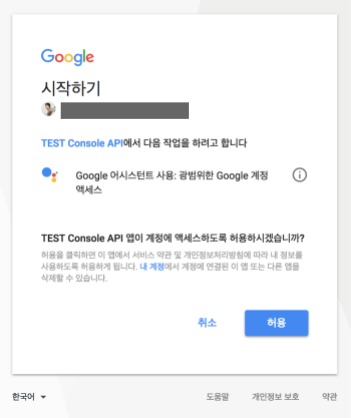 Google
시작하기
TEST Console API에서 다음 작업을 하려고 합니다
Google 어시스턴트 사용: 광범위한 Google 계정
액세스
TEST Console API 앱이 계정에 액세스하도록 허용하시겠습니까?
허용을 클릭하면 이 앱에서 서비스 약관 및 개인정보처리방침에 따라 내 정보를
사용하도록 허용하게 됩니다. 내 계정에서 계정에 연결된 이 앱 또는 다른 앱을
삭제할 수 있습니다.
취소 허용
한국어 도움말 개인정보 보호 약관